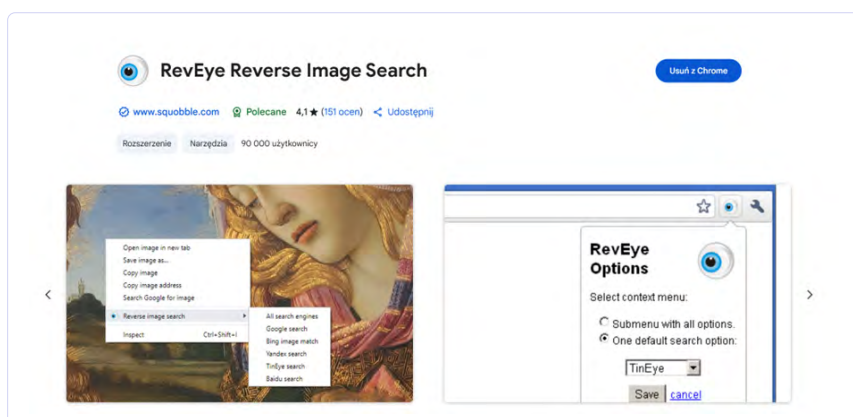 RevEye Reverse Image Search
Usuń z Chrome
www.squobble.com Polecane 4,1★ (151 ocen) Udostępnij
Rozszerzenie Narzędzia 90 000 użytkownicy
Open image in new tab
Save image as...
Copy image
Copy image address
Search Google for image
Reverse image search
Inspect Ctrl+Shift+I
All search engines
Google search
Bing image match
Yandex search
TinEye search
Baidu search
RevEye
Options
Select context menu:
Submenu with all options.
One default search option:
TinEye
Save cancel